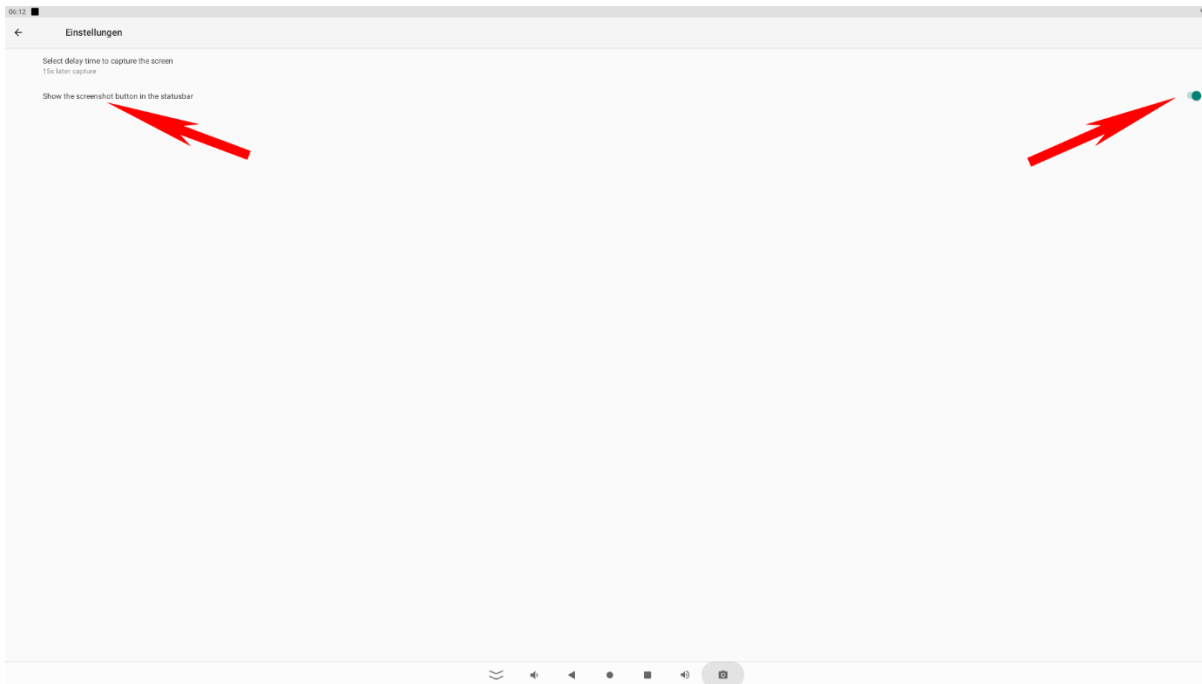 06:12
Einstellungen
Select delay time to capture the screen
15s later capture
Show the screenshot button in the statusbar